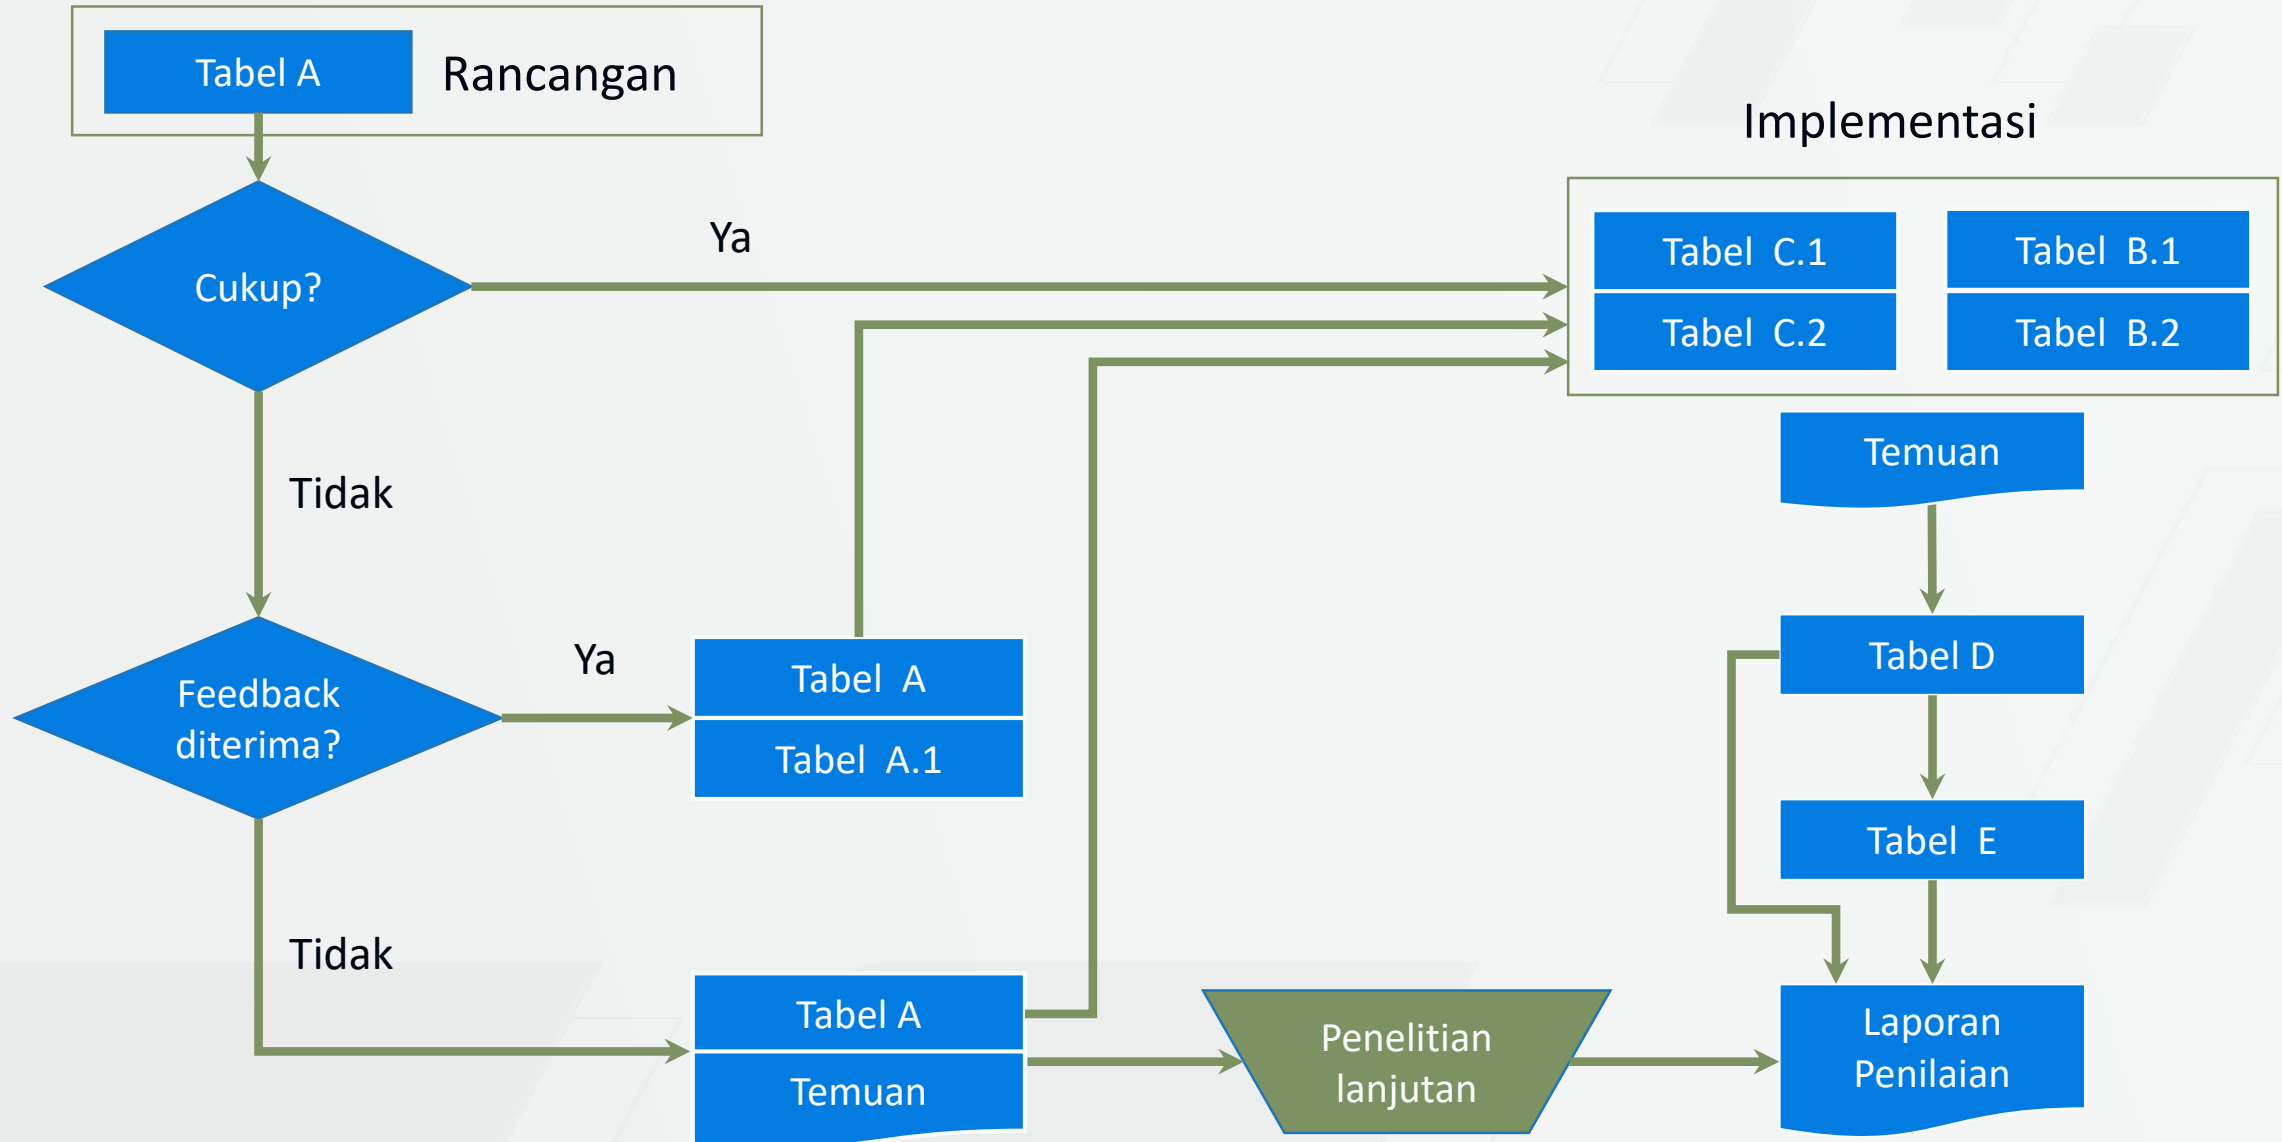 Tabel A
Rancangan
Implementasi
Cukup?
Ya
Tabel C.1
Tabel B.1
Tabel C.2
Tabel B.2
Temuan
Tidak
Feedback
diterima?
Ya
Tabel A
Tabel A.1
Tabel D
Tabel E
Tidak
Tabel A
Temuan
Penelitian
lanjutan
Laporan
Penilaian